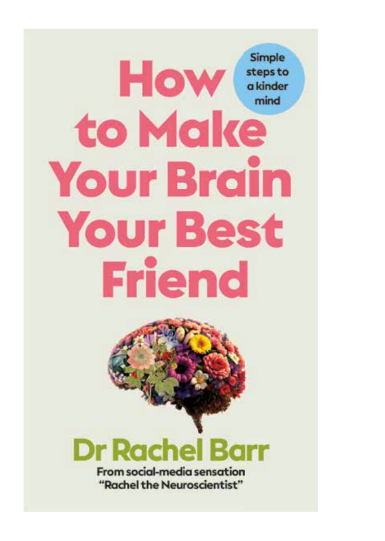 Simple
steps to
a kinder
mind
How
to Make
Your Brain
Your Best
Friend
Dr Rachel Barr
From social-media sensation
“Rachel the Neuroscientist”